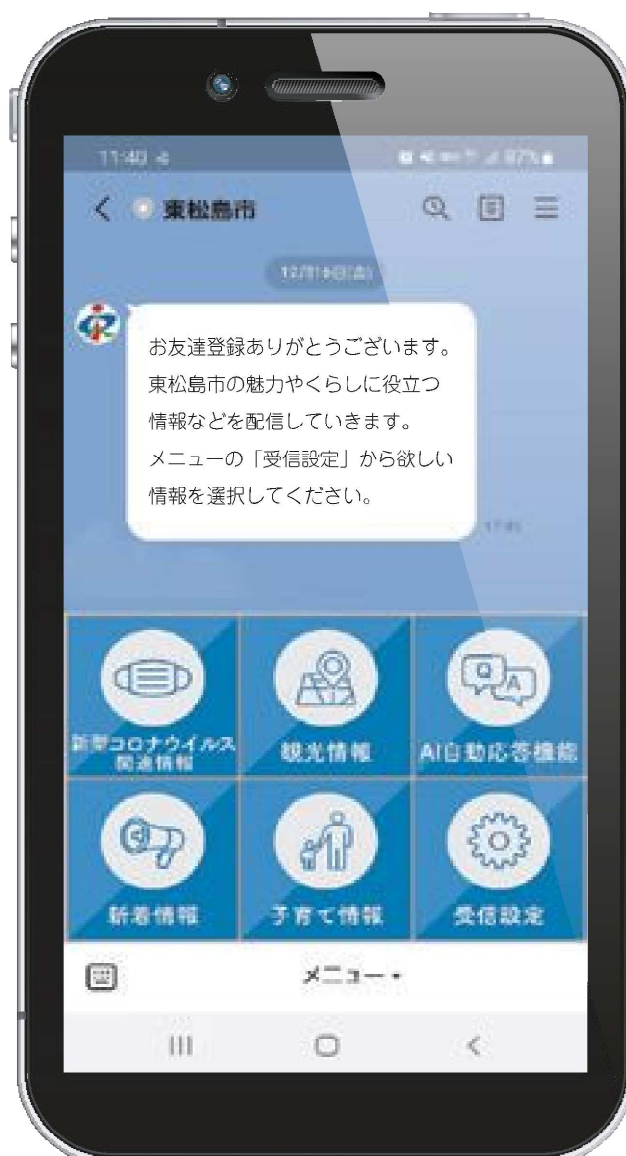 11:40
87%
東松島市
お友達登録ありがとうございます。
東松島市の魅力やくらしに役立つ
情報などを配信していきます。
メニューの「受信設定」から欲しい
情報を選択してください。
新型コロナウイルス
関連情報
観光情報
Q
A
AI自動応答機能
新着情報
子育て情報
受信設定
メニュー